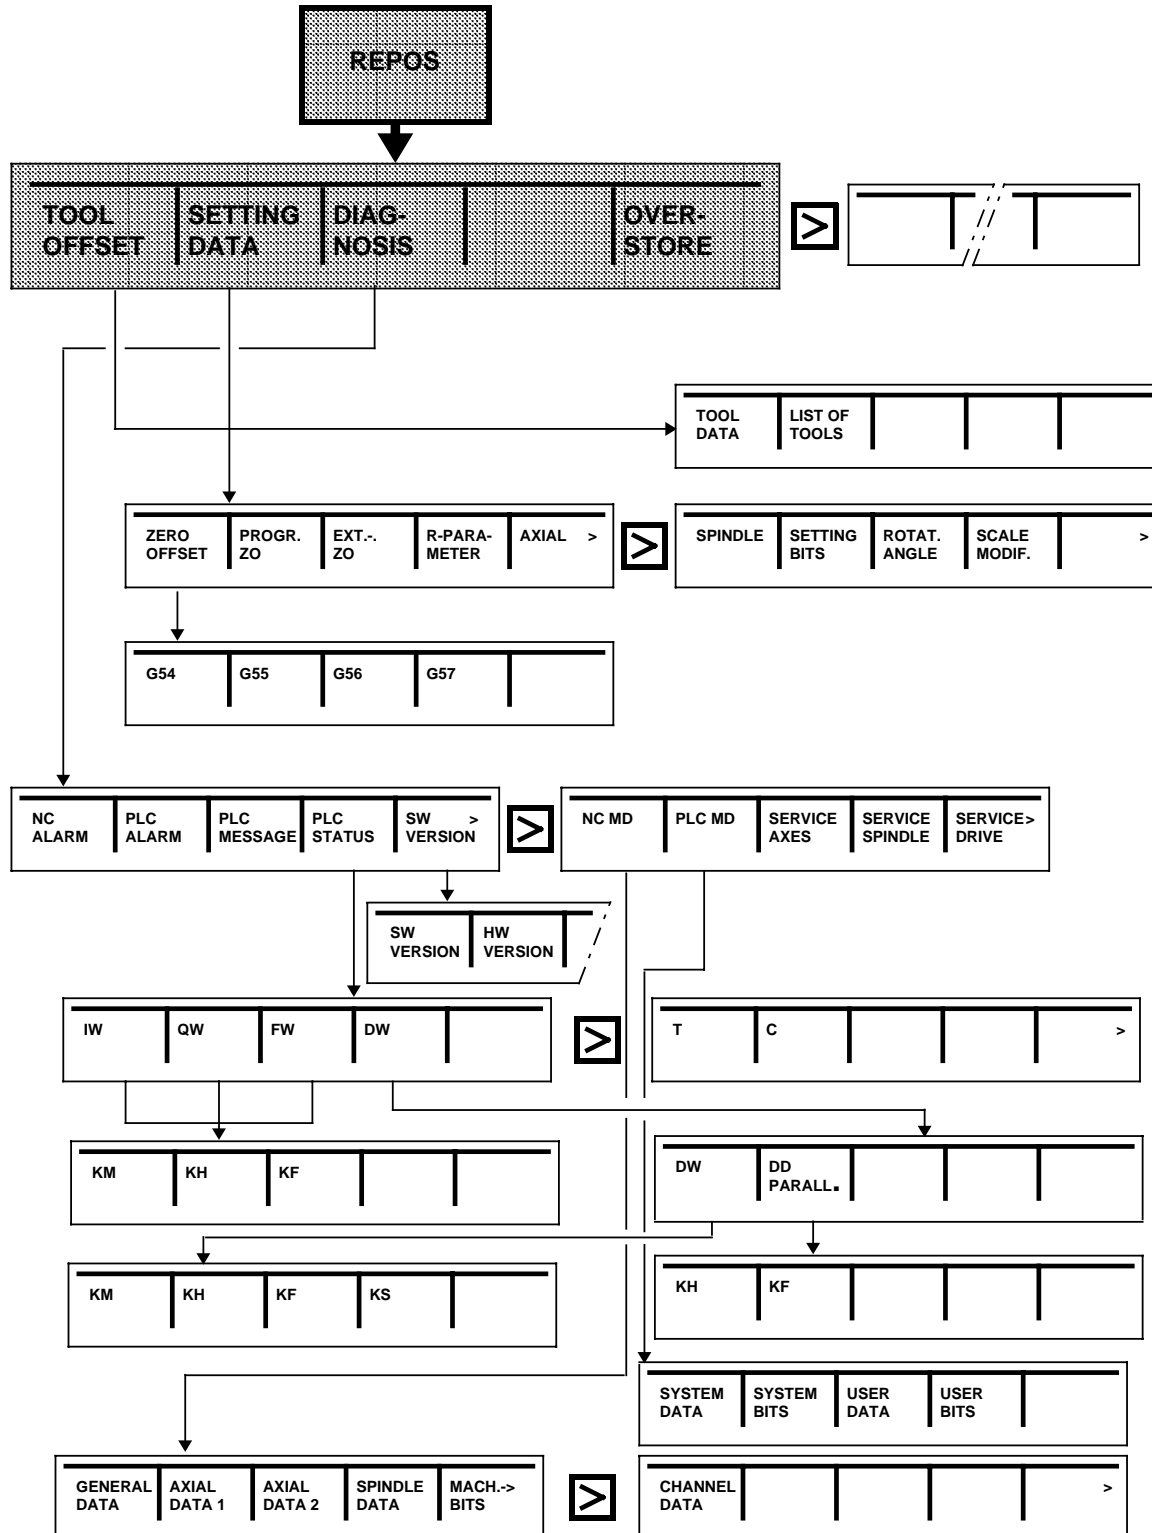 REPOS
TOOL OFFSET SETTING DATA DIAG- NOSIS OVER- STORE >
TOOL DATA LIST OF TOOLS
ZERO OFFSET PROGR. ZO EXT.-. ZO R-PARA- METER AXIAL > > SPINDLE SETTING BITS ROTAT. ANGLE SCALE MODIF. >
G54 G55 G56 G57
NC ALARM PLC ALARM PLC MESSAGE PLC STATUS SW VERSION > > NC MD PLC MD SERVICE AXES SERVICE SPINDLE SERVICE> DRIVE
SW VERSION HW VERSION
IW QW FW DW > T C >
KM KH KF
DW DD PARALL.
KM KH KF KS
KH KF
SYSTEM DATA SYSTEM BITS USER DATA USER BITS
GENERAL DATA AXIAL DATA 1 AXIAL DATA 2 SPINDLE DATA MACH.-> BITS > CHANNEL DATA >